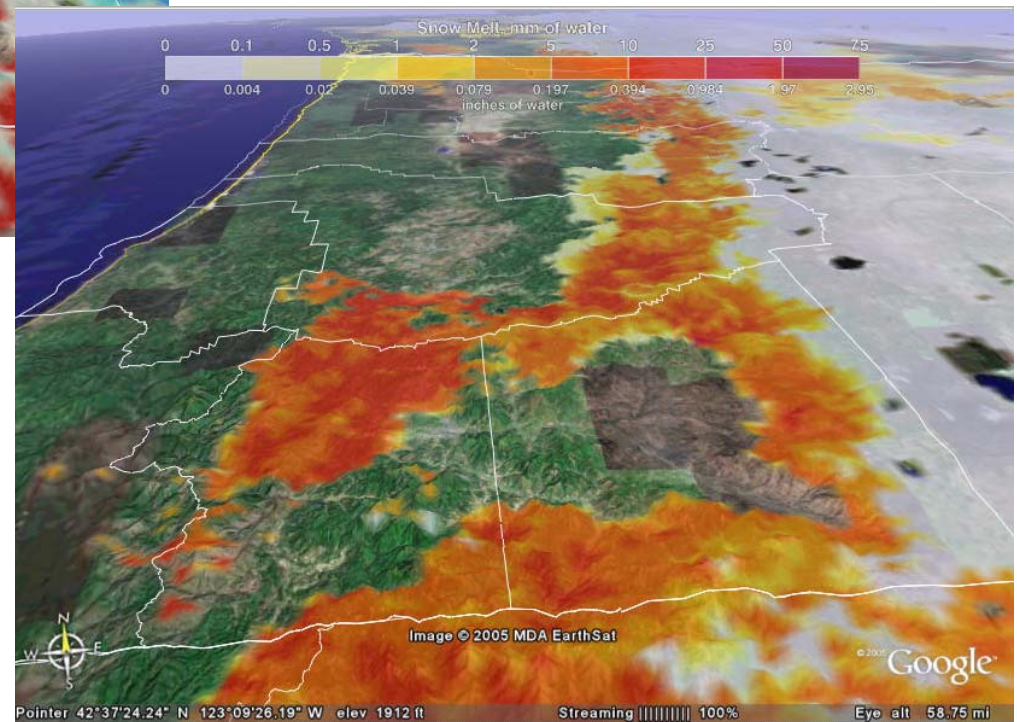 Snow Melt, mm of water
0 0.1 0.5 1 2 5 10 25 50 75
0 0.004 0.02 0.039 0.079 0.197 0.394 0.984 1.97 2.95
inches of water
N
W E
S
Image © 2005 MDA EarthSat
© 2005 Google
Pointer 42°37'24.24" N 123°09'26.19" W elev 1912 ft Streaming |||||||||| 100% Eye alt 58.75 mi